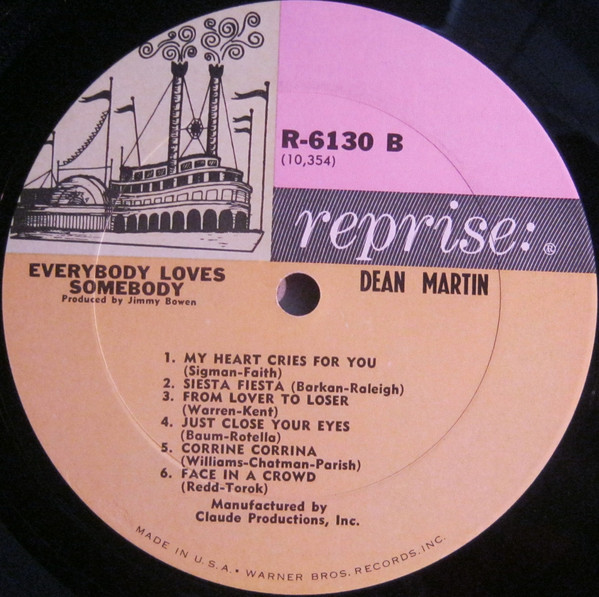 R-6130 B
(10,354)
reprise:®
EVERYBODY LOVES
SOMEBODY
Produced by Jimmy Bowen
DEAN MARTIN
1. MY HEART CRIES FOR YOU
(Sigman-Faith)
2. SIESTA FIESTA (Barkan-Raleigh)
3. FROM LOVER TO LOSER
(Warren-Kent)
4. JUST CLOSE YOUR EYES
(Baum-Rotella)
5. CORRINE CORRINA
(Williams-Chatman-Parish)
6. FACE IN A CROWD
(Redd-Torok)
Manufactured by
Claude Productions, Inc.
MADE IN U.S.A. • WARNER BROS. RECORDS, INC.